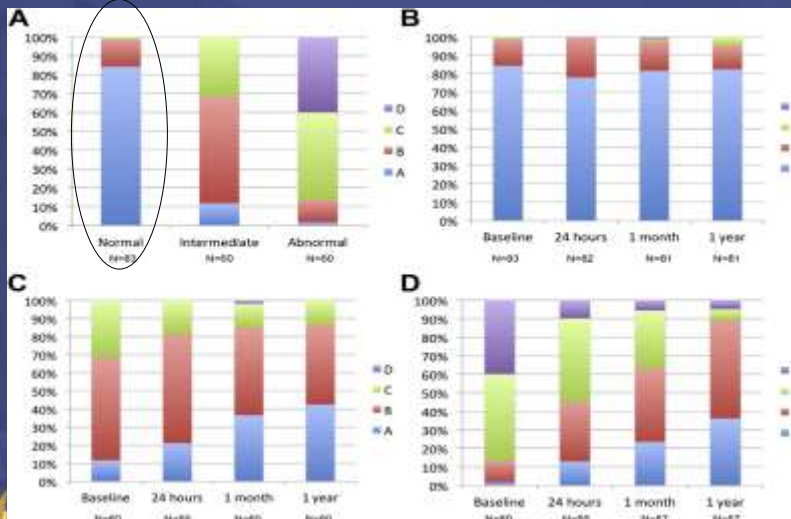 A
100%
90%
80%
70%
60%
50%
40%
30%
20%
10%
0%
Normal
Intermediate
Abnormal
N=83
N=60
N=60
D
C
B
A
B
100%
90%
80%
70%
60%
50%
40%
30%
20%
10%
0%
Baseline
24 hours
1 month
1 year
N=83
N=82
N=81
N=81
C
100%
90%
80%
70%
60%
50%
40%
30%
20%
10%
0%
Baseline
24 hours
1 month
1 year
D
C
B
A
D
100%
90%
80%
70%
60%
50%
40%
30%
20%
10%
0%
Baseline
24 hours
1 month
1 year